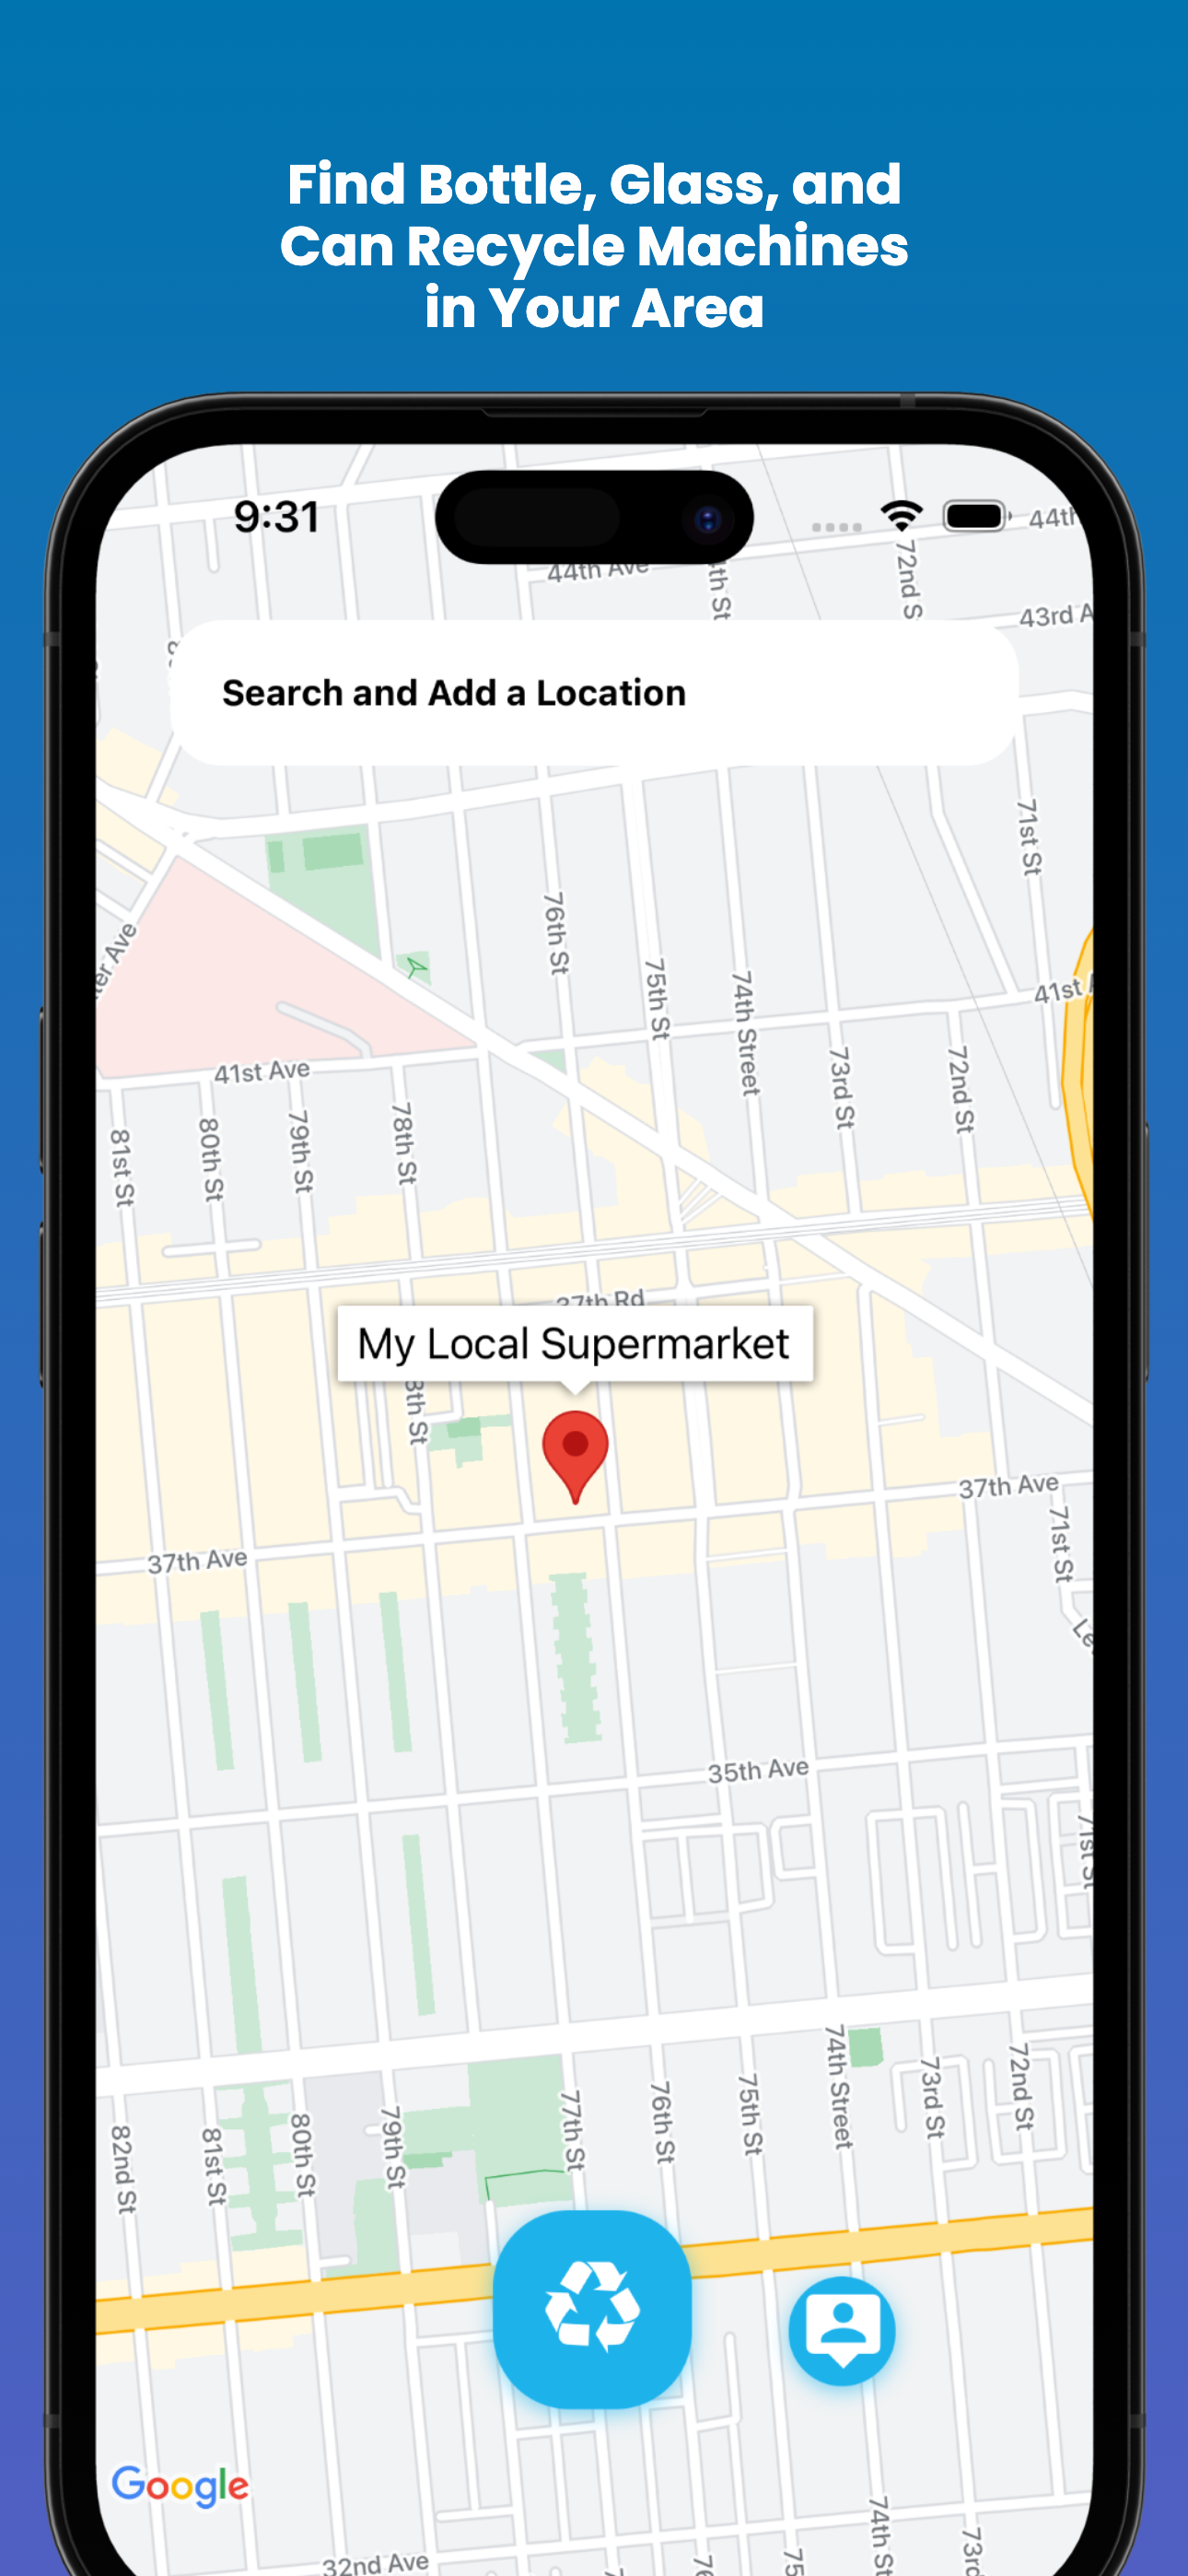 Find Bottle, Glass, and
Can Recycle Machines
in Your Area
9:31
44th
44th Ave
72nd S
43rd A
Search and Add a Location
71st St
76th St
75th St
74th Street
41st A
41st Ave
73rd St
72nd St
81st St
80th St
79th St
78th St
37th Rd
My Local Supermarket
37th Ave
37th Ave
71st St
35th Ave
71st St
74th Street
73rd St
72nd St
77th St
76th St
75th St
82nd St
81st St
80th St
79th St
Google
74th St
73rd
32nd Ave
75